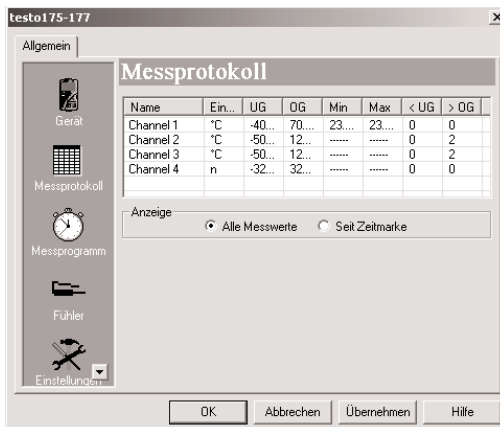 testo175-177
Allgemein
Gerät
Messprotokoll
Messprogramm
Fühler
Einstellungen
Messprotokoll
Name Ein... UG OG Min Max < UG > OG
Channel 1 °C -40... 70.... 23.... 23.... 0 0
Channel 2 °C -50... 12... ------ ------ 0 2
Channel 3 °C -50... 12... ------ ------ 0 2
Channel 4 n -32... 32... ------ ------ 0 0
Anzeige
Alle Messwerte Seit Zeitmarke
OK Abbrechen Übernehmen Hilfe